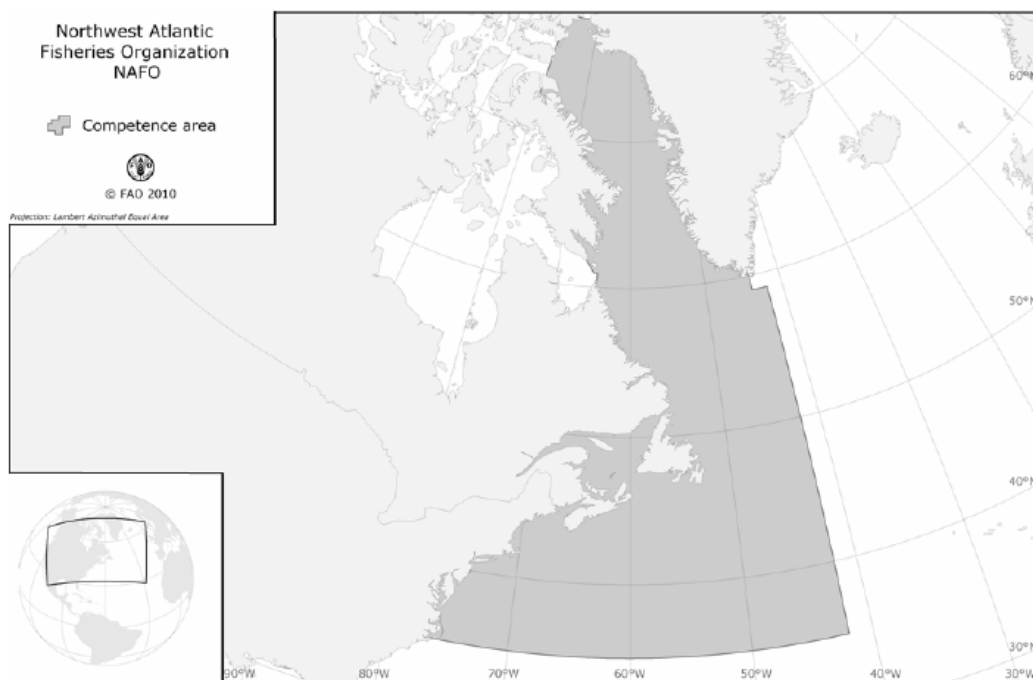 Northwest Atlantic
Fisheries Organization
NAFO
Competence area
© FAO 2010
Projection: Lambert Azimuthal Equal Area
60°N
50°N
40°N
30°N
90°W
80°W
70°W
60°W
50°W
40°W
30°W